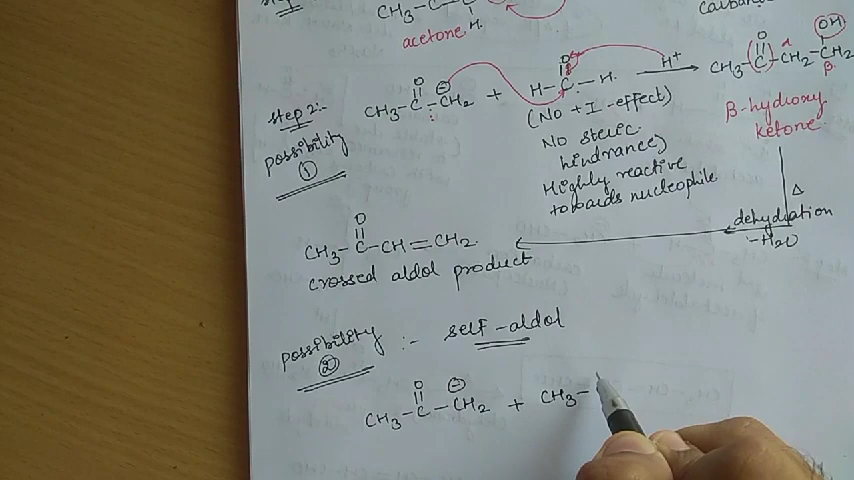 CH₃-
acetone H.
O OH
CH₃-C-CH₂-CH₂
α β
β-hydroxy
ketone
step 2:-
possibility
①
O ⊖
CH₃-C-CH₂ + H-C-H. H⁺
(No +I-effect)
No steric
hindrance)
Highly reactive
towards nucleophile
Δ
dehydration
-H₂O
O
CH₃-C-CH=CH₂.
crossed aldol product
possibility :- self-aldol
②
O ⊖
CH₃-C-CH₂ + CH₃-